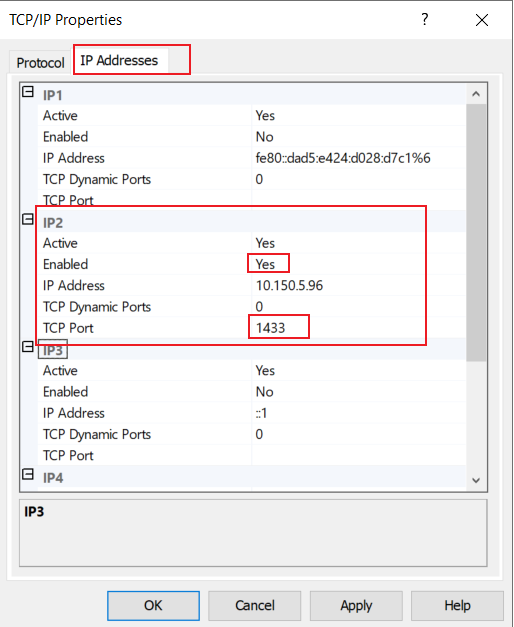 TCP/IP Properties ? ×
Protocol IP Addresses
IP1
Active Yes
Enabled No
IP Address fe80::dad5:e424:d028:d7c1%6
TCP Dynamic Ports 0
TCP Port
IP2
Active Yes
Enabled Yes
IP Address 10.150.5.96
TCP Dynamic Ports 0
TCP Port 1433
IP3
Active Yes
Enabled No
IP Address ::1
TCP Dynamic Ports 0
TCP Port
IP4
IP3
OK Cancel Apply Help